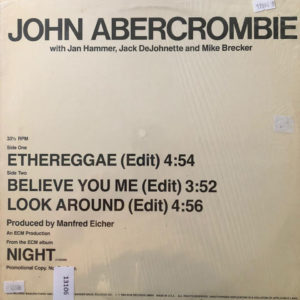 JOHN ABERCROMBIE
with Jan Hammer, Jack DeJohnette and Mike Brecker
33⅓ RPM
Side One
ETHEREGGAE (Edit) 4:54
Side Two
BELIEVE YOU ME (Edit) 3:52
LOOK AROUND (Edit) 4:56
Produced by Manfred Eicher
An ECM Production
From the ECM album
NIGHT
Promotional Copy.
13106